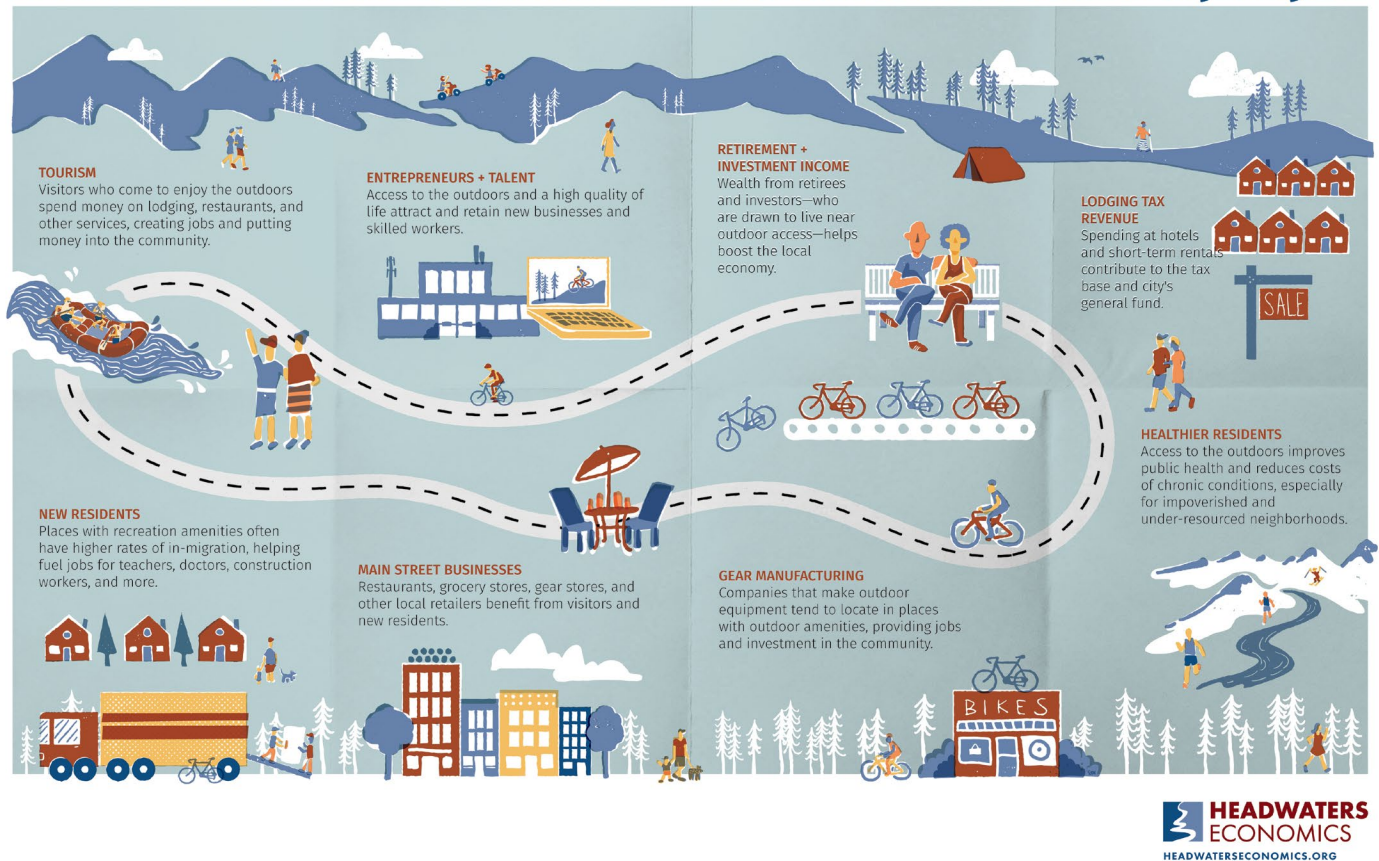 TOURISM
Visitors who come to enjoy the outdoors
spend money on lodging, restaurants, and
other services, creating jobs and putting
money into the community.
ENTREPRENEURS + TALENT
Access to the outdoors and a high quality of
life attract and retain new businesses and
skilled workers.
RETIREMENT +
INVESTMENT INCOME
Wealth from retirees
and investors—who
are drawn to live near
outdoor access—helps
boost the local
economy.
LODGING TAX
REVENUE
Spending at hotels
and short-term rentals
contribute to the tax
base and city's
general fund.
SALE
HEALTHIER RESIDENTS
Access to the outdoors improves
public health and reduces costs
of chronic conditions, especially
for impoverished and
under-resourced neighborhoods.
NEW RESIDENTS
Places with recreation amenities often
have higher rates of in-migration, helping
fuel jobs for teachers, doctors, construction
workers, and more.
MAIN STREET BUSINESSES
Restaurants, grocery stores, gear stores, and
other local retailers benefit from visitors and
new residents.
GEAR MANUFACTURING
Companies that make outdoor
equipment tend to locate in places
with outdoor amenities, providing jobs
and investment in the community.
BIKES
HEADWATERS
ECONOMICS
HEADWATERSECONOMICS.ORG